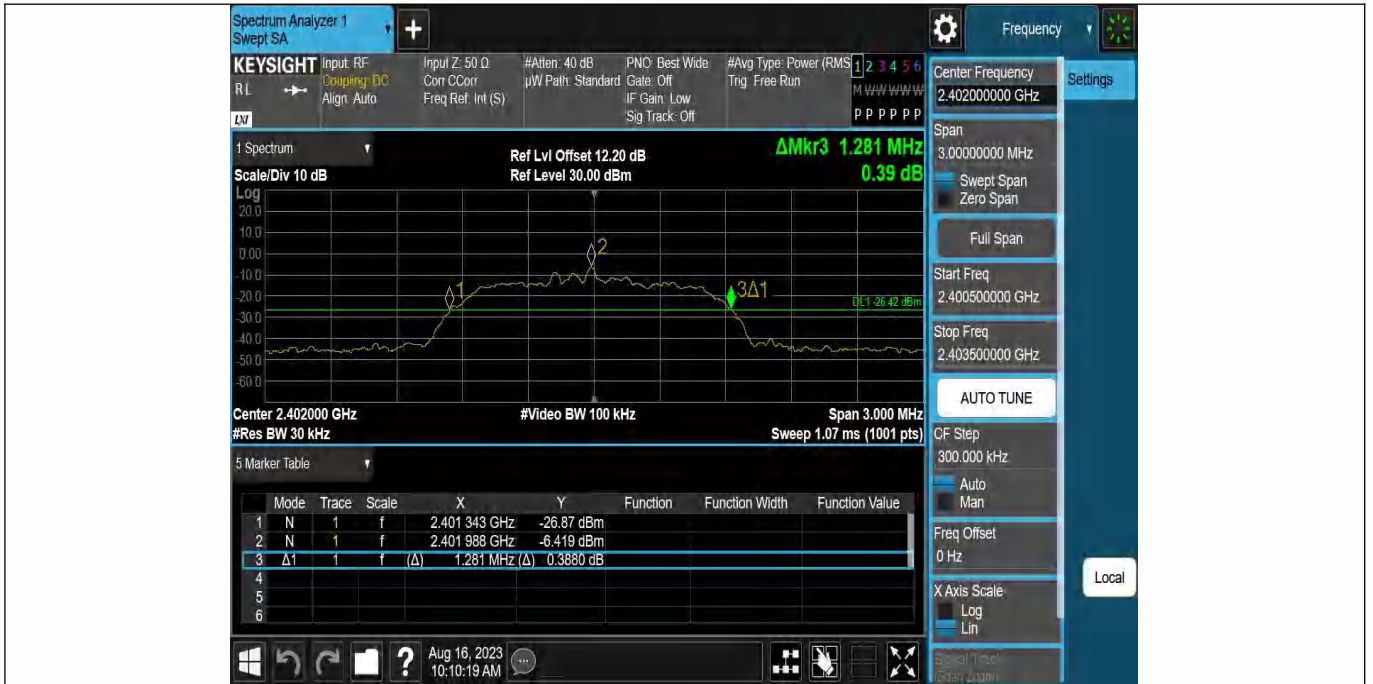 Spectrum Analyzer 1
Swept SA
+
Frequency
KEYSIGHT
RL
LXI
Input: RF
Coupling: DC
Align: Auto
Input Z: 50 Ω
Corr CCorr
Freq Ref: Int (S)
#Atten: 40 dB
µW Path: Standard
PNO: Best Wide
Gate: Off
IF Gain: Low
Sig Track: Off
#Avg Type: Power (RMS
Trig: Free Run
1 2 3 4 5 6
M W W W W W
P P P P P P
1 Spectrum
Scale/Div 10 dB
Ref Lvl Offset 12.20 dB
Ref Level 30.00 dBm
ΔMkr3 1.281 MHz
0.39 dB
Log
20.0
10.0
0.00
-10.0
-20.0
-30.0
-40.0
-50.0
-60.0
1
2
3Δ1
DL1 -26.42 dBm
Center 2.402000 GHz
#Video BW 100 kHz
Span 3.000 MHz
#Res BW 30 kHz
Sweep 1.07 ms (1001 pts)
5 Marker Table
Mode Trace Scale X Y Function Function Width Function Value
1 N 1 f 2.401 343 GHz -26.87 dBm
2 N 1 f 2.401 988 GHz -6.419 dBm
3 Δ1 1 f (Δ) 1.281 MHz (Δ) 0.3880 dB
4
5
6
?
Aug 16, 2023
10:10:19 AM
Center Frequency
2.402000000 GHz
Settings
Span
3.00000000 MHz
Swept Span
Zero Span
Full Span
Start Freq
2.400500000 GHz
Stop Freq
2.403500000 GHz
AUTO TUNE
CF Step
300.000 kHz
Auto
Man
Freq Offset
0 Hz
X Axis Scale
Log
Lin
Signal Track
(Span Zoom)
Local